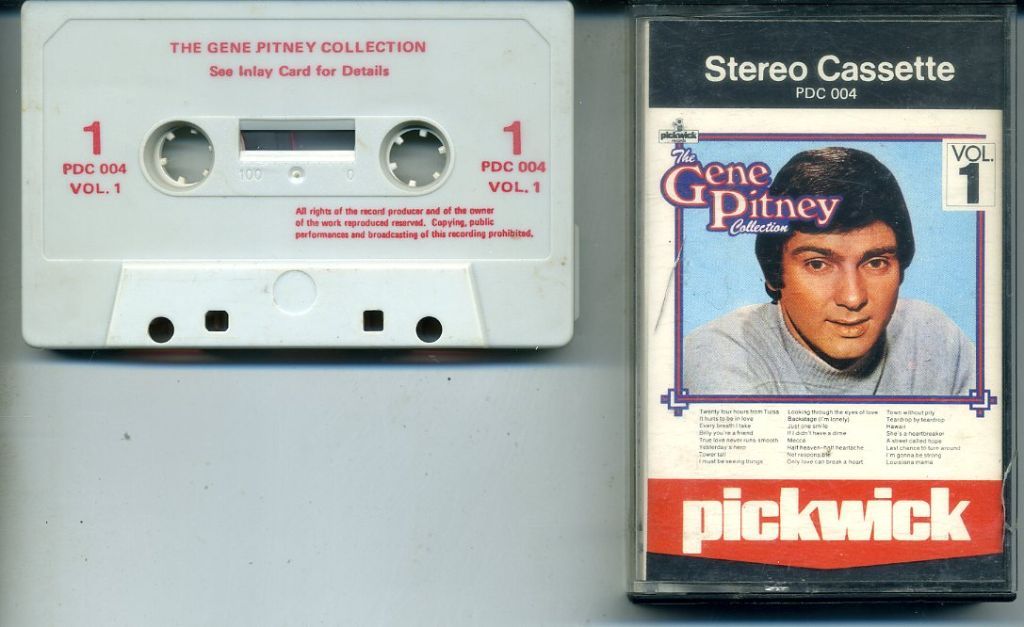 THE GENE PITNEY COLLECTION
See Inlay Card for Details
1
PDC 004
VOL. 1
100
0
1
PDC 004
VOL. 1
All rights of the record producer and of the owner
of the work reproduced reserved. Copying, public
performances and broadcasting of this recording prohibited.
Stereo Cassette
PDC 004
pickwick
The
Gene
Pitney
Collection
VOL.
1
Twenty four hours from Tulsa
It hurts to be in love
Every breath I take
Billy you're a friend
True love never runs smooth
Yesterday's hero
Tower tall
I must be seeing things
Looking through the eyes of love
Backstage (I'm lonely)
Just one smile
If I didn't have a dime
Mecca
Half heaven-half heartache
Not responsible
Only love can break a heart
Town without pity
Teardrop by teardrop
Hawaii
She's a heartbreaker
A street called hope
Last chance to turn around
I'm gonna be strong
Louisiana mama
pickwick